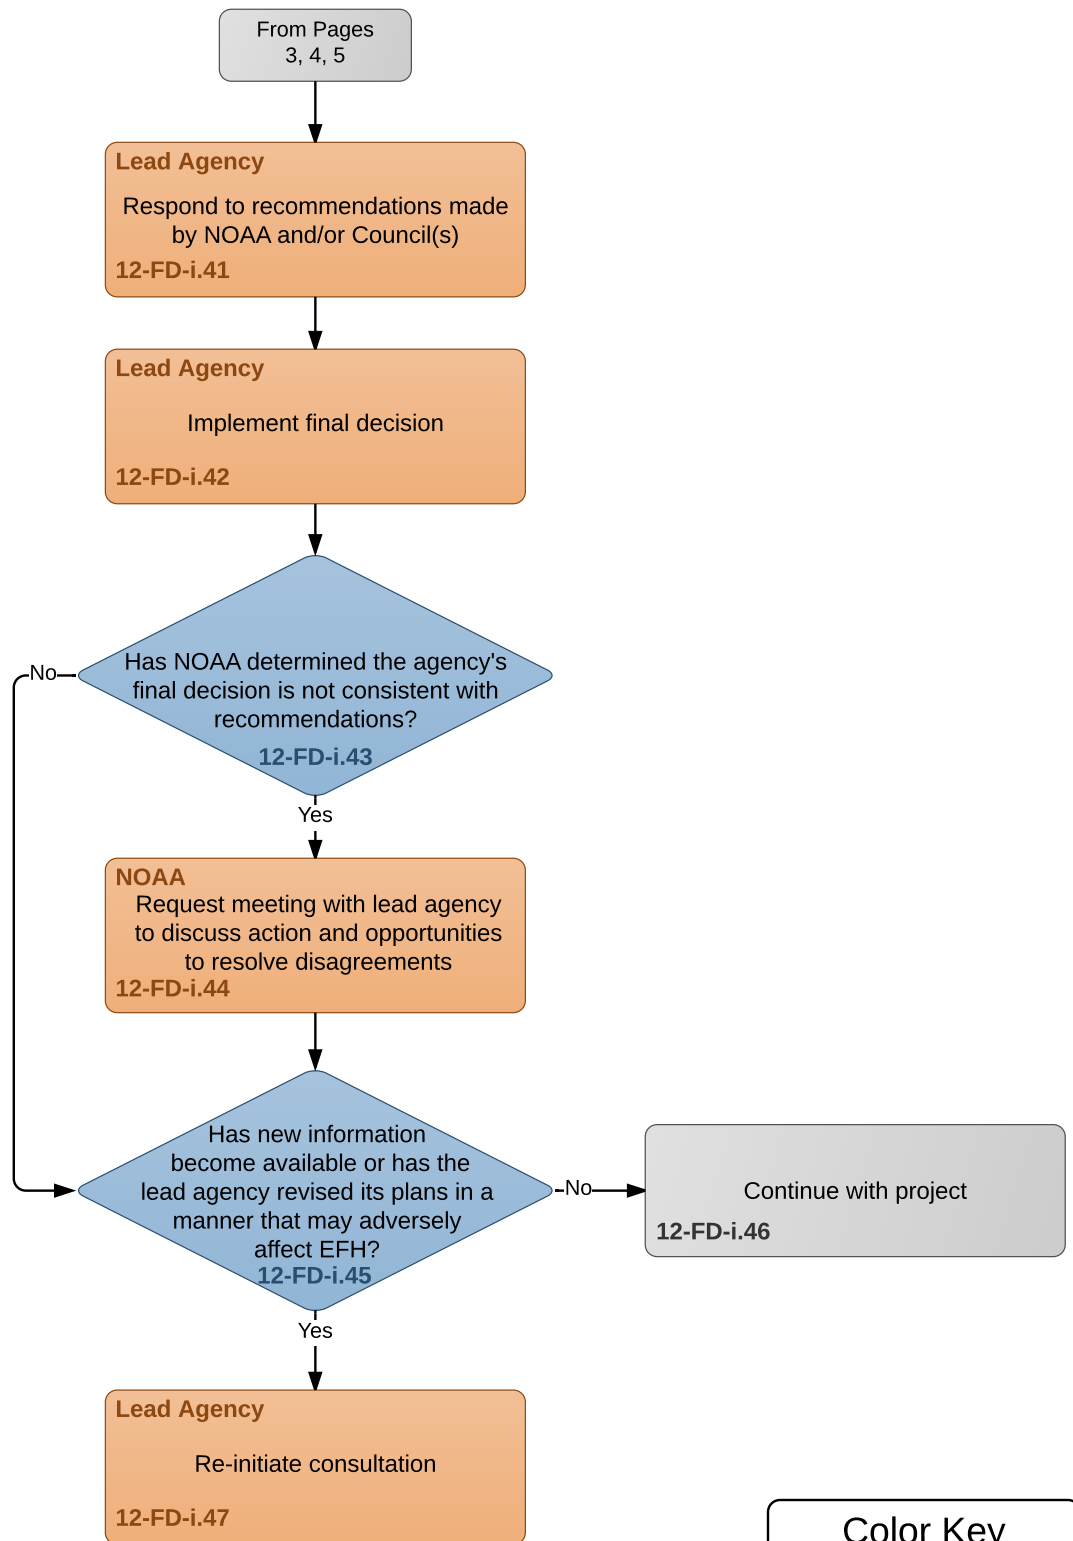 From Pages
3, 4, 5
Lead Agency
Respond to recommendations made
by NOAA and/or Council(s)
12-FD-i.41
Lead Agency
Implement final decision
12-FD-i.42
Has NOAA determined the agency's
final decision is not consistent with
recommendations?
12-FD-i.43
No
Yes
NOAA
Request meeting with lead agency
to discuss action and opportunities
to resolve disagreements
12-FD-i.44
Has new information
become available or has the
lead agency revised its plans in a
manner that may adversely
affect EFH?
12-FD-i.45
No
Continue with project
12-FD-i.46
Yes
Lead Agency
Re-initiate consultation
12-FD-i.47
Color Key